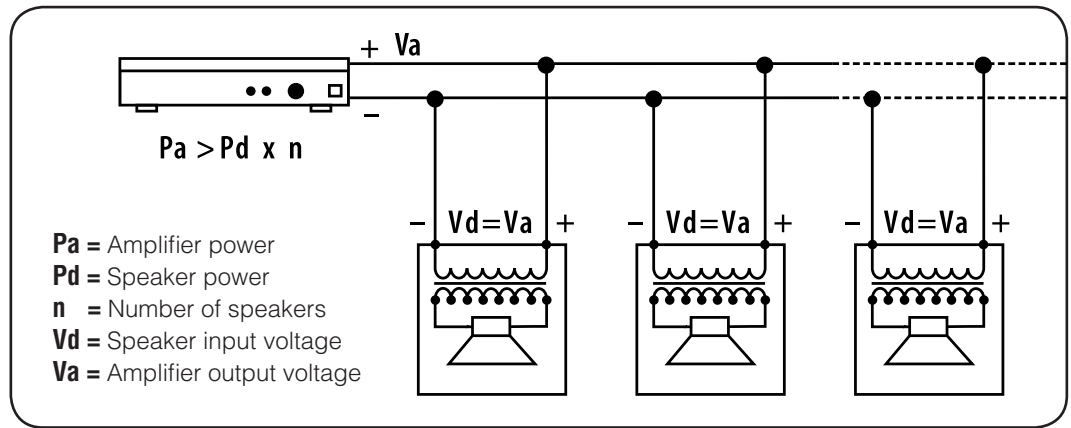 + Va
–
Pa > Pd x n
– Vd=Va +
– Vd=Va +
– Vd=Va +
Pa = Amplifier power
Pd = Speaker power
n = Number of speakers
Vd = Speaker input voltage
Va = Amplifier output voltage